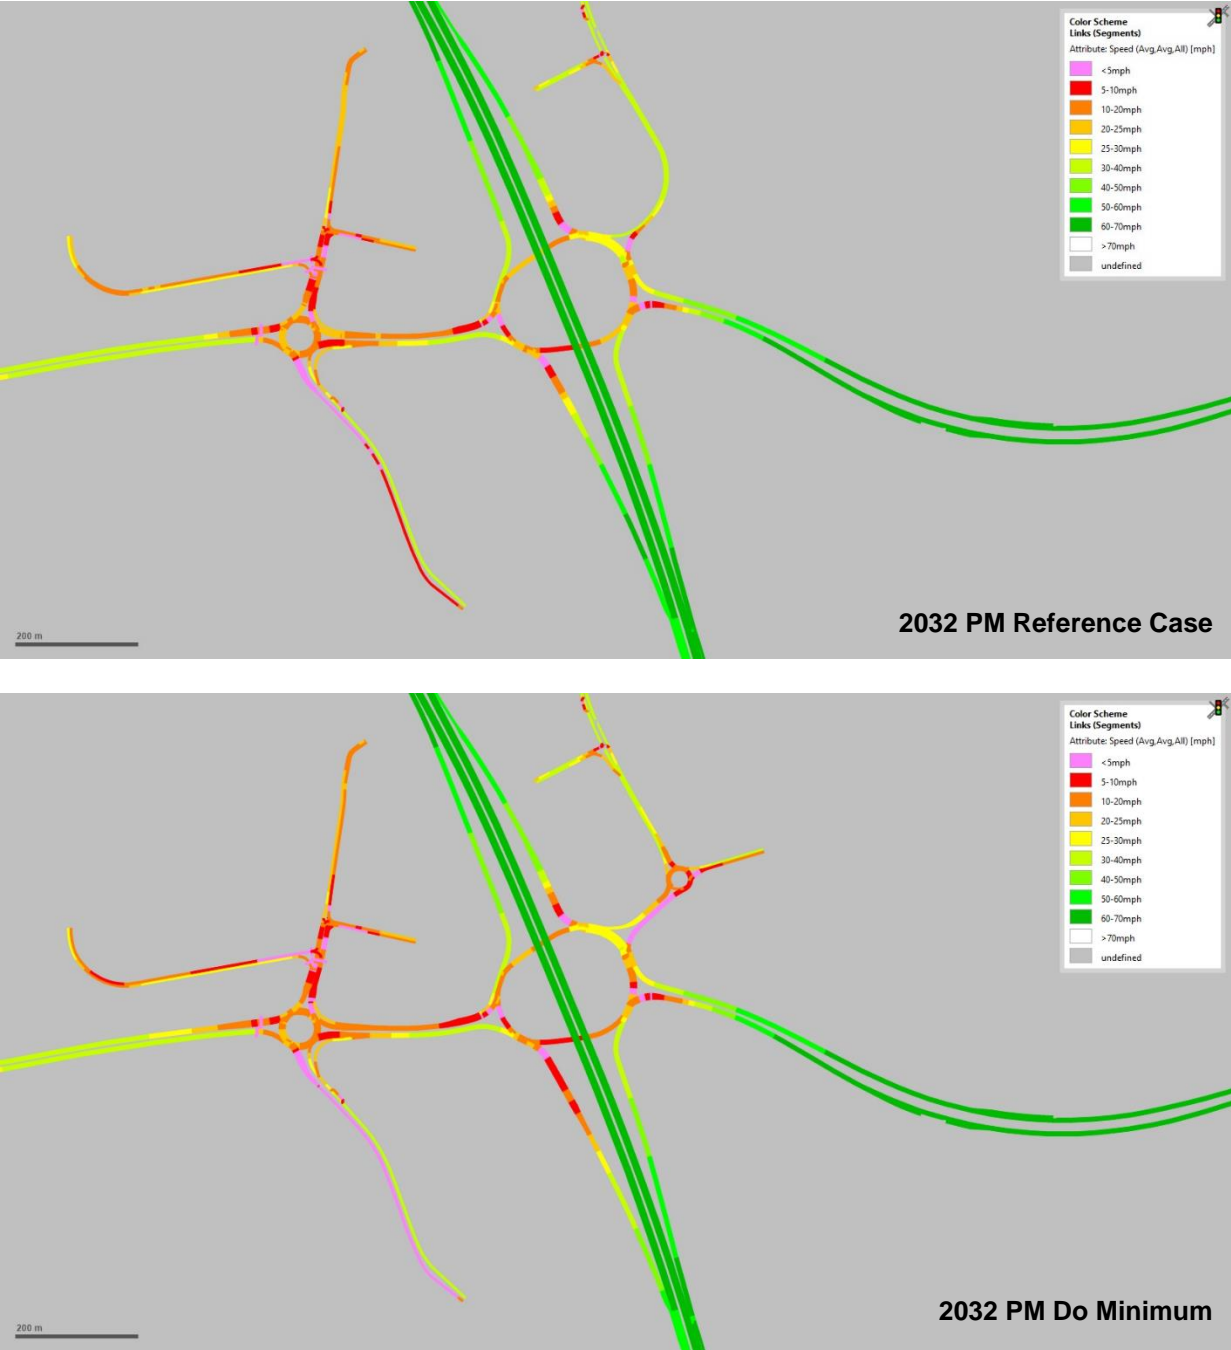 Color Scheme
Links (Segments)
Attribute: Speed (Avg,Avg,All) [mph]
<5mph
5-10mph
10-20mph
20-25mph
25-30mph
30-40mph
40-50mph
50-60mph
60-70mph
>70mph
undefined
2032 PM Reference Case
200 m
Color Scheme
Links (Segments)
Attribute: Speed (Avg,Avg,All) [mph]
<5mph
5-10mph
10-20mph
20-25mph
25-30mph
30-40mph
40-50mph
50-60mph
60-70mph
>70mph
undefined
2032 PM Do Minimum
200 m